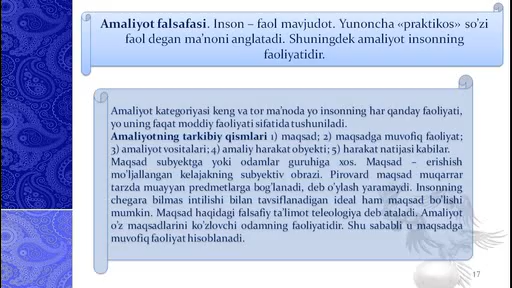 Amaliyot falsafasi. Inson – faol mavjudot. Yunoncha «praktikos» so'zi
faol degan ma'noni anglatadi. Shuningdek amaliyot insonning
faoliyatidir.
Amaliyot kategoriyasi keng va tor ma'noda yo insonning har qanday faoliyati,
yo uning faqat moddiy faoliyati sifatida tushuniladi.
Amaliyotning tarkibiy qismlari 1) maqsad; 2) maqsadga muvofiq faoliyat;
3) amaliyot vositalari; 4) amaliy harakat obyekti; 5) harakat natijasi kabilar.
Maqsad subyektga yoki odamlar guruhiga xos. Maqsad – erishish
mo'ljallangan kelajakning subyektiv obrazi. Pirovard maqsad muqarrar
tarzda muayyan predmetlarga bog'lanadi, deb o'ylash yaramaydi. Insonning
chegara bilmas intilishi bilan tavsiflanadigan ideal ham maqsad bo'lishi
mumkin. Maqsad haqidagi falsafiy ta'limot teleologiya deb ataladi. Amaliyot
o'z maqsadlarini ko'zlovchi odamning faoliyatidir. Shu sababli u maqsadga
muvofiq faoliyat hisoblanadi.
17